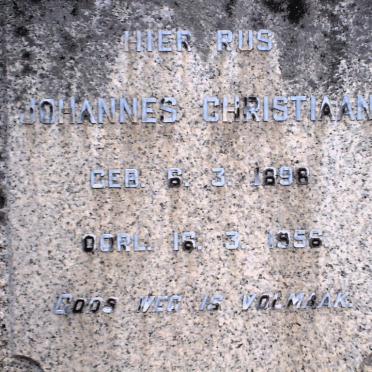 HIER RUS
JOHANNES CHRISTIAAN
GEB. 6. 3. 1898
OORL. 16. 3. 1956
GODS WEG IS VOLMAAK.